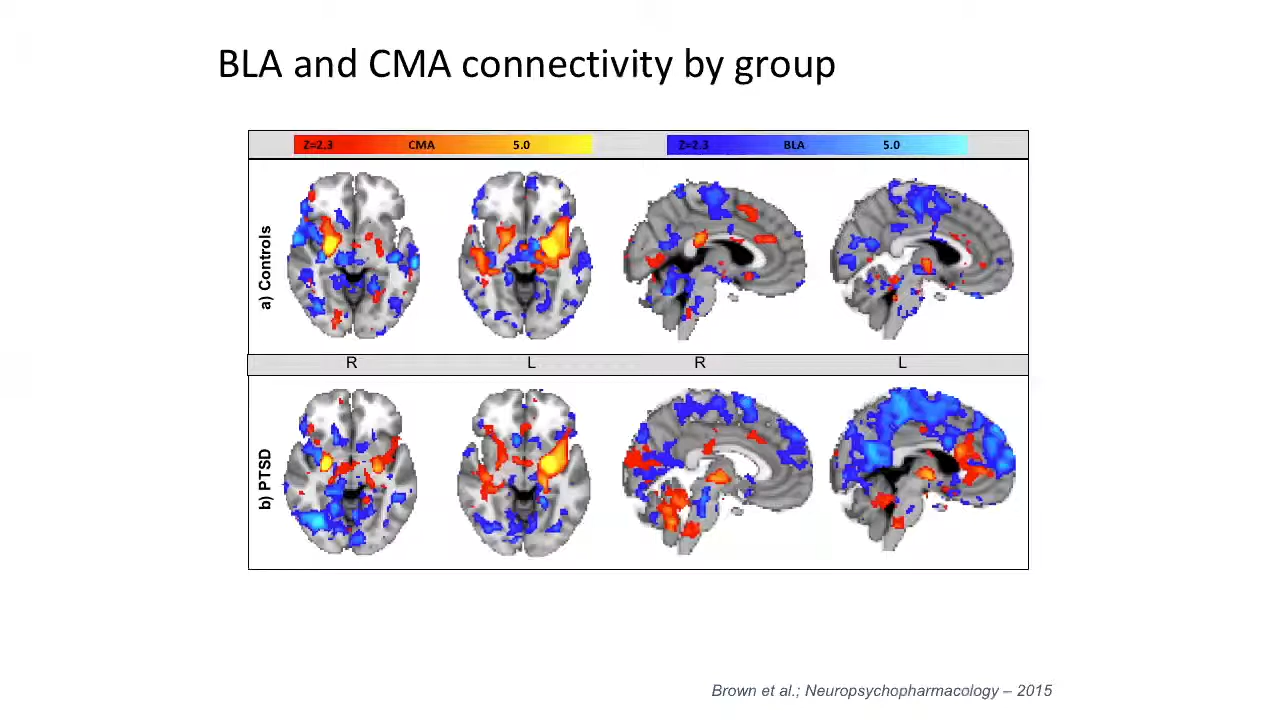 BLA and CMA connectivity by group
Z=2.3 CMA 5.0 Z=2.3 BLA 5.0
a) Controls
R L R L
b) PTSD
Brown et al.; Neuropsychopharmacology – 2015